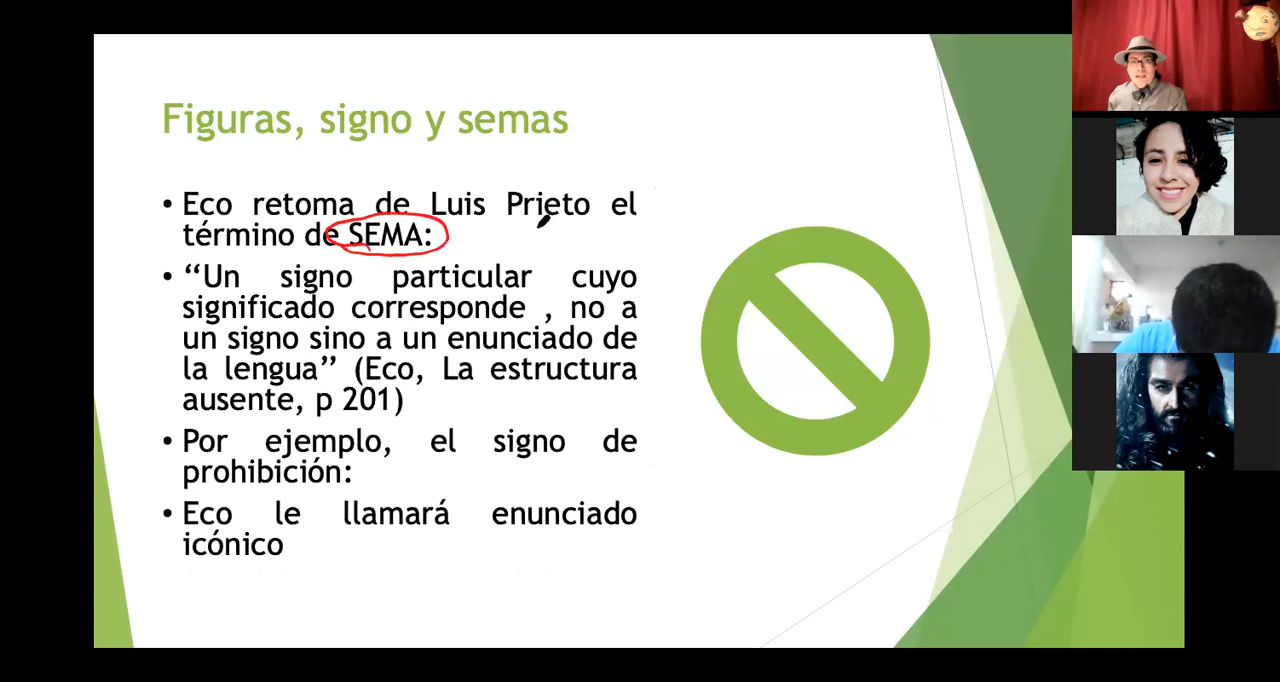 Figuras, signo y semas
• Eco retoma de Luis Prieto el
término de SEMA:
• “Un signo particular cuyo
significado corresponde , no a
un signo sino a un enunciado de
la lengua” (Eco, La estructura
ausente, p 201)
• Por ejemplo, el signo de
prohibición:
• Eco le llamará enunciado
icónico